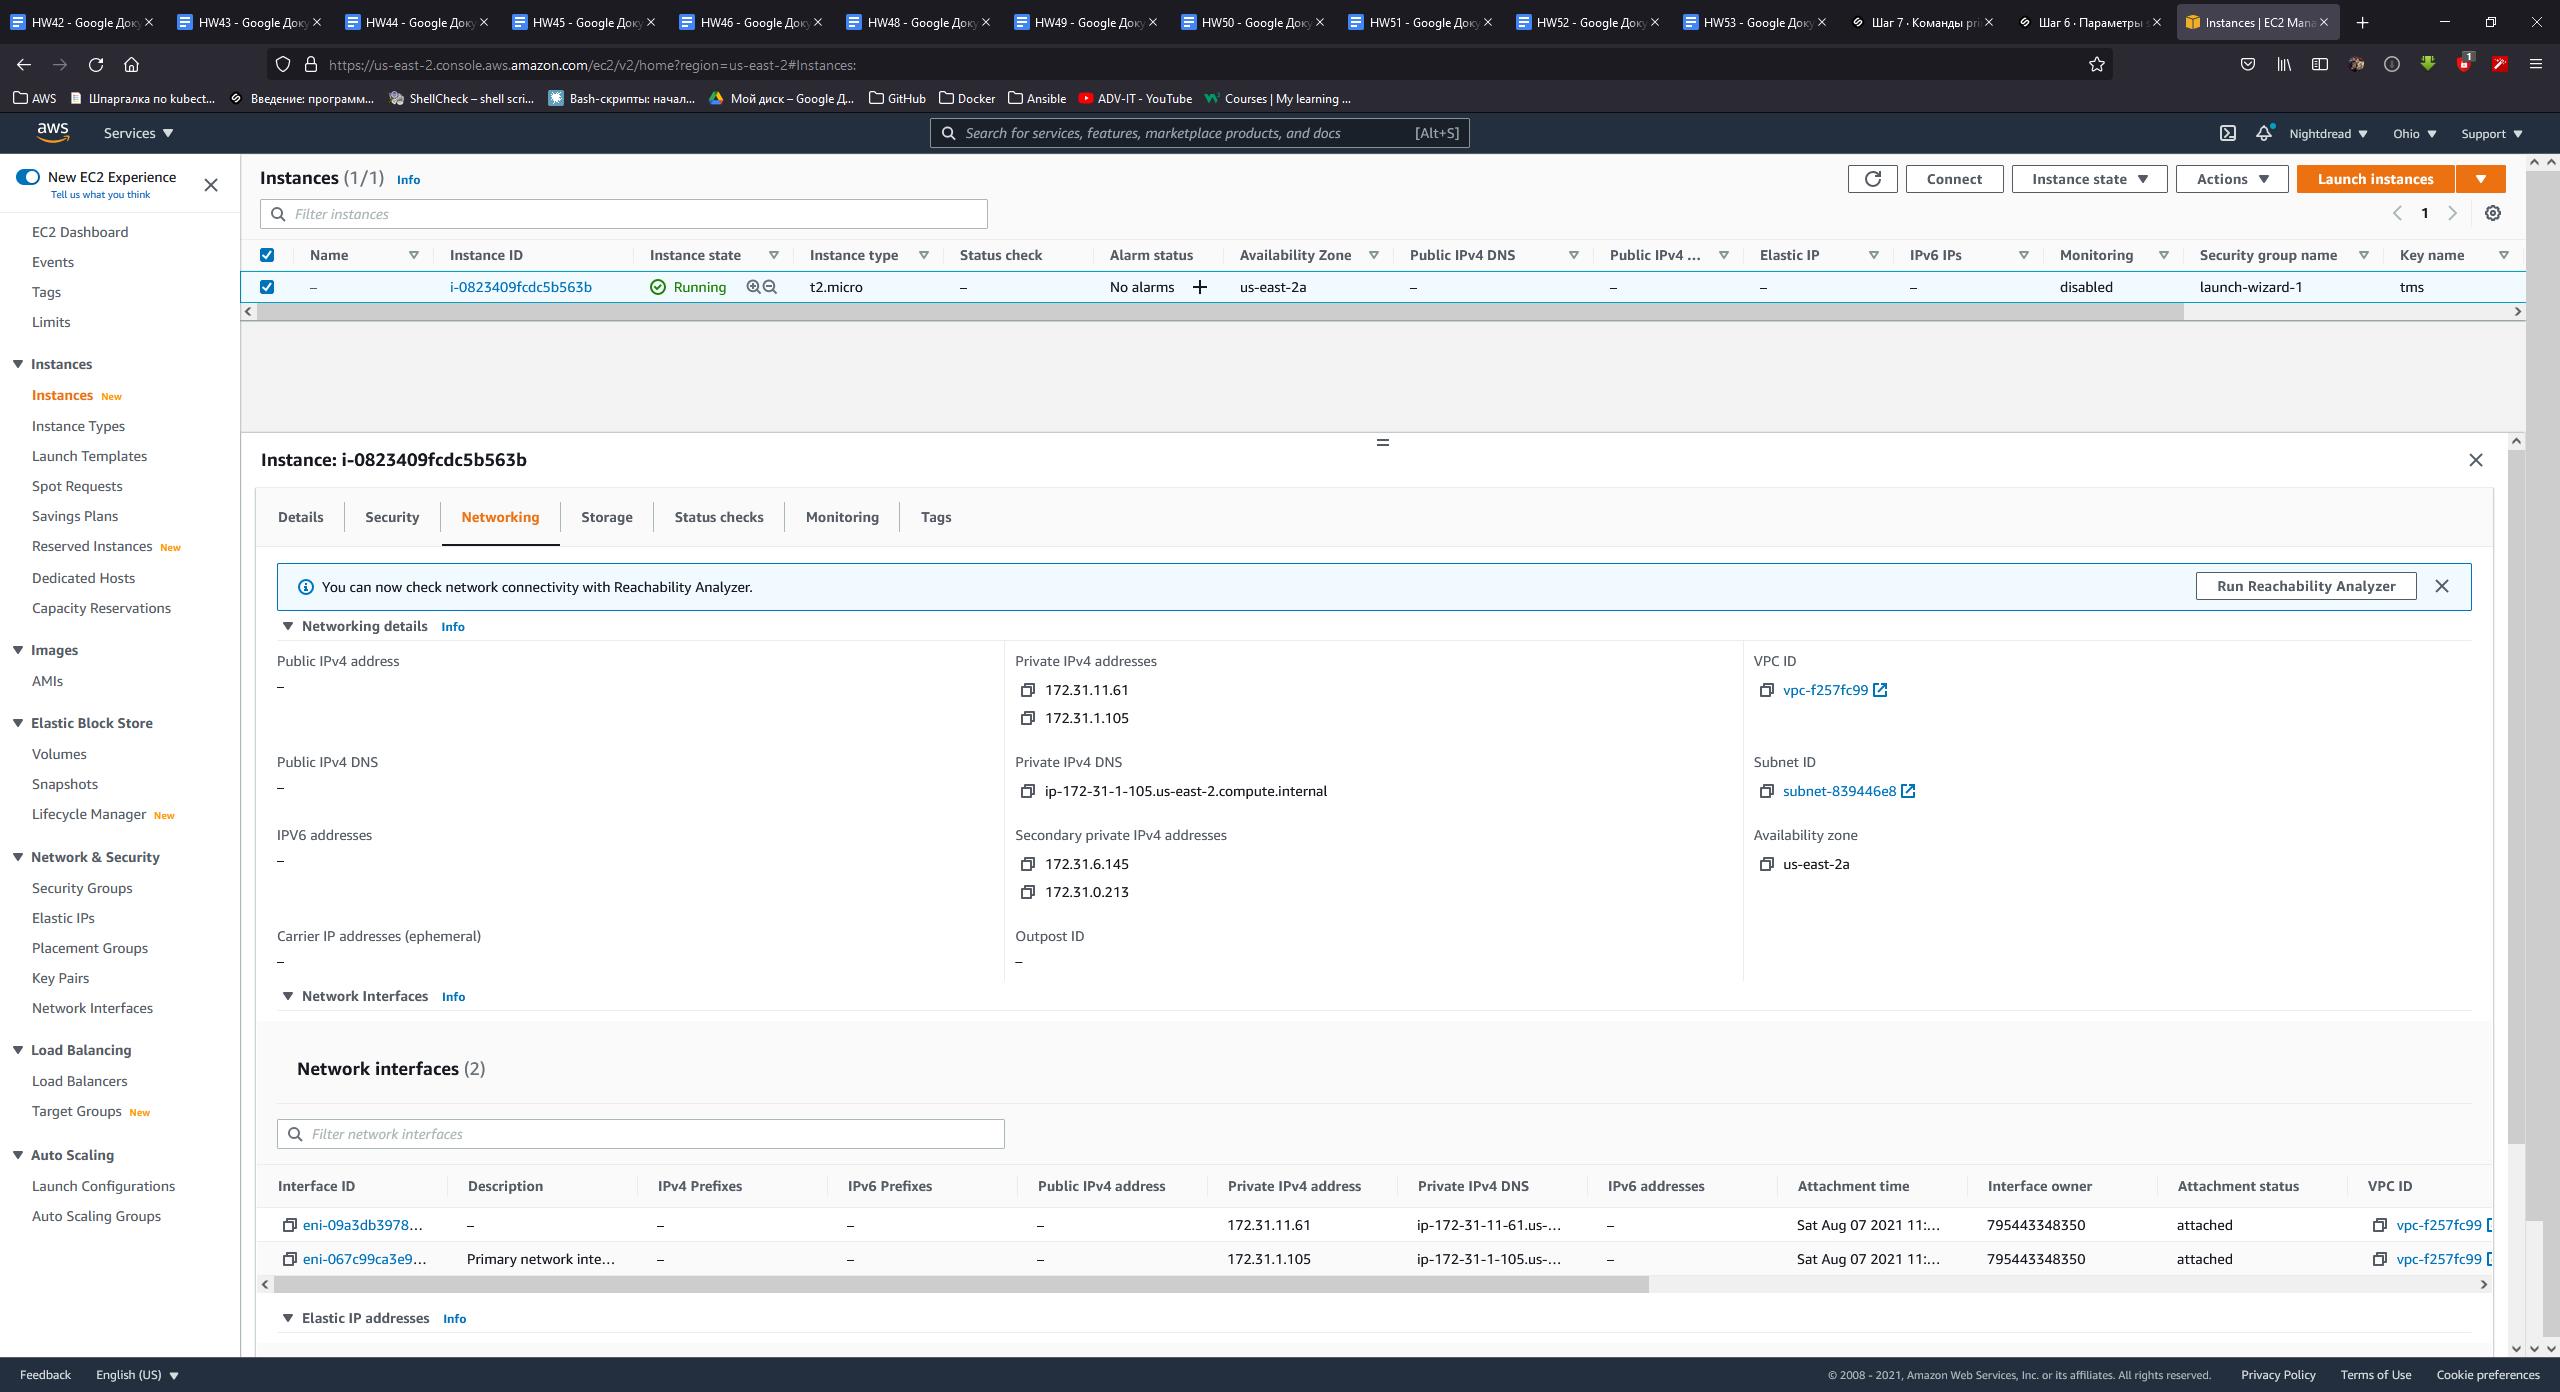 HW42 - Google Доку
HW43 - Google Доку
HW44 - Google Доку
HW45 - Google Доку
HW46 - Google Доку
HW48 - Google Доку
HW49 - Google Доку
HW50 - Google Доку
HW51 - Google Доку
HW52 - Google Доку
HW53 - Google Доку
Шаг 7 · Команды pri
Шаг 6 · Параметры s
Instances | EC2 Mana
https://us-east-2.console.aws.amazon.com/ec2/v2/home?region=us-east-2#Instances:
1
AWS
Шпаргалка по kubect...
Введение: программ...
ShellCheck – shell scri...
Bash-скрипты: начал...
Мой диск – Google Д...
GitHub
Docker
Ansible
ADV-IT - YouTube
Courses | My learning ...
aws
Services
Search for services, features, marketplace products, and docs [Alt+S]
Nightdread
Ohio
Support
New EC2 Experience
Tell us what you think
EC2 Dashboard
Events
Tags
Limits
Instances
Instances New
Instance Types
Launch Templates
Spot Requests
Savings Plans
Reserved Instances New
Dedicated Hosts
Capacity Reservations
Images
AMIs
Elastic Block Store
Volumes
Snapshots
Lifecycle Manager New
Network & Security
Security Groups
Elastic IPs
Placement Groups
Key Pairs
Network Interfaces
Load Balancing
Load Balancers
Target Groups New
Auto Scaling
Launch Configurations
Auto Scaling Groups
Instances (1/1) Info
Connect
Instance state
Actions
Launch instances
Filter instances
1
Name Instance ID Instance state Instance type Status check Alarm status Availability Zone Public IPv4 DNS Public IPv4 ... Elastic IP IPv6 IPs Monitoring Security group name Key name
– i-0823409fcdc5b563b Running t2.micro – No alarms + us-east-2a – – – – disabled launch-wizard-1 tms
Instance: i-0823409fcdc5b563b
Details Security Networking Storage Status checks Monitoring Tags
You can now check network connectivity with Reachability Analyzer.
Run Reachability Analyzer
Networking details Info
Public IPv4 address
–
Public IPv4 DNS
–
IPV6 addresses
–
Carrier IP addresses (ephemeral)
–
Private IPv4 addresses
172.31.11.61
172.31.1.105
Private IPv4 DNS
ip-172-31-1-105.us-east-2.compute.internal
Secondary private IPv4 addresses
172.31.6.145
172.31.0.213
Outpost ID
–
VPC ID
vpc-f257fc99
Subnet ID
subnet-839446e8
Availability zone
us-east-2a
Network Interfaces Info
Network interfaces (2)
Filter network interfaces
Interface ID Description IPv4 Prefixes IPv6 Prefixes Public IPv4 address Private IPv4 address Private IPv4 DNS IPv6 addresses Attachment time Interface owner Attachment status VPC ID
eni-09a3db3978... – – – – 172.31.11.61 ip-172-31-11-61.us-... – Sat Aug 07 2021 11:... 795443348350 attached vpc-f257fc99
eni-067c99ca3e9... Primary network inte... – – – 172.31.1.105 ip-172-31-1-105.us-... – Sat Aug 07 2021 11:... 795443348350 attached vpc-f257fc99
Elastic IP addresses Info
Feedback
English (US)
© 2008 - 2021, Amazon Web Services, Inc. or its affiliates. All rights reserved.
Privacy Policy
Terms of Use
Cookie preferences